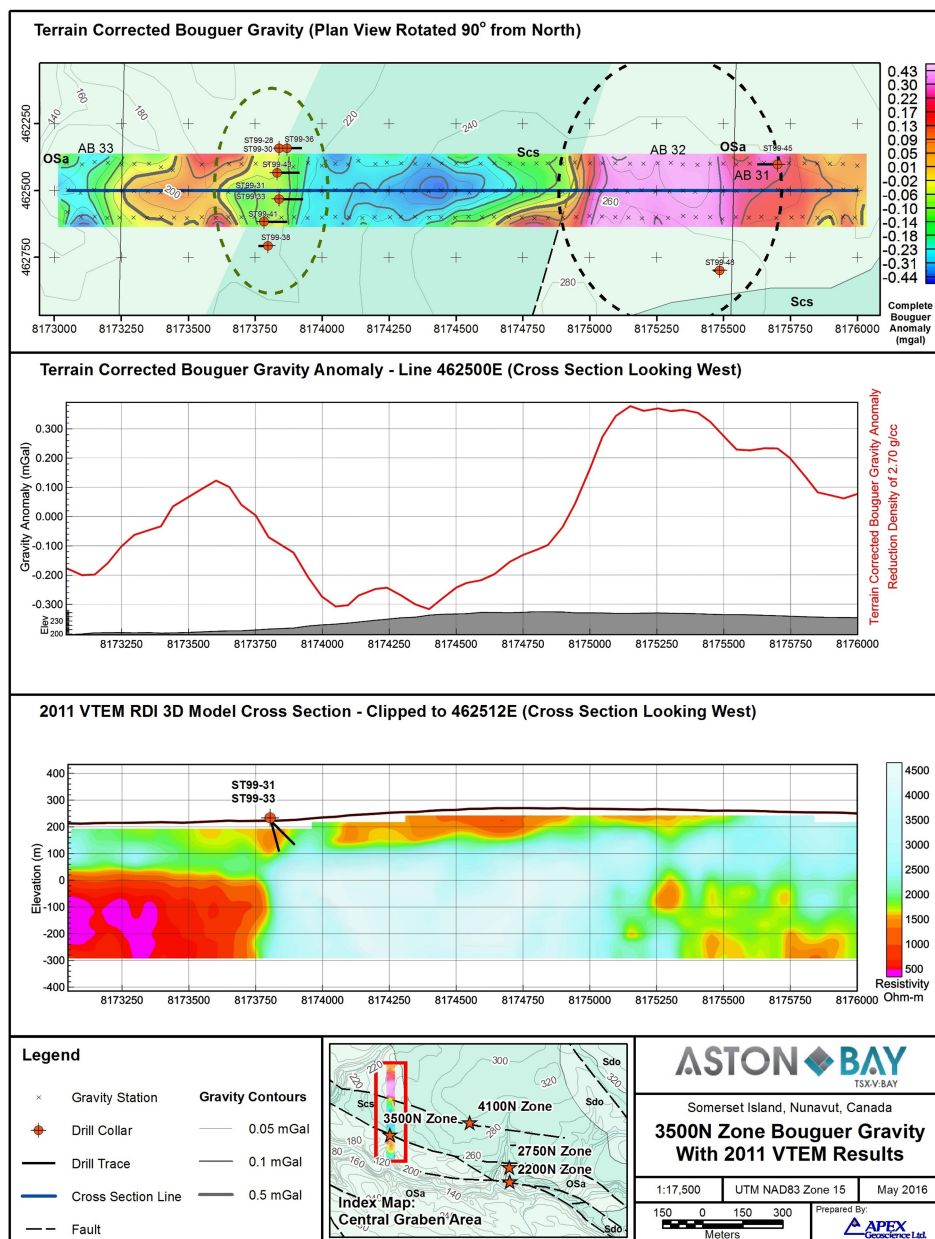 Terrain Corrected Bouguer Gravity (Plan View Rotated 90° from North)
462250
462500
462750
140
160
180
200
220
240
260
280
OSa
AB 33
ST99-28
ST99-30
ST99-36
ST99-43
ST99-31
ST99-33
ST99-41
ST99-38
Scs
AB 32
OSa
ST99-45
AB 31
ST99-48
Scs
8173000 8173250 8173500 8173750 8174000 8174250 8174500 8174750 8175000 8175250 8175500 8175750 8176000
0.43
0.30
0.22
0.17
0.13
0.09
0.05
0.01
-0.02
-0.06
-0.10
-0.14
-0.18
-0.23
-0.31
-0.44
Complete
Bouguer
Anomaly
(mgal)
Terrain Corrected Bouguer Gravity Anomaly - Line 462500E (Cross Section Looking West)
Gravity Anomaly (mGal)
0.300
0.200
0.100
0.000
-0.100
-0.200
-0.300
Elev
230
200
8173250 8173500 8173750 8174000 8174250 8174500 8174750 8175000 8175250 8175500 8175750 8176000
Terrain Corrected Bouguer Gravity Anomaly
Reduction Density of 2.70 g/cc
2011 VTEM RDI 3D Model Cross Section - Clipped to 462512E (Cross Section Looking West)
ST99-31
ST99-33
Elevation (m)
400
300
200
100
0
-100
-200
-300
-400
8173250 8173500 8173750 8174000 8174250 8174500 8174750 8175000 8175250 8175500 8175750 8176000
4500
4000
3500
3000
2500
2000
1500
1000
500
Resistivity
Ohm-m
Legend
Gravity Station
Drill Collar
Drill Trace
Cross Section Line
Fault
Gravity Contours
0.05 mGal
0.1 mGal
0.5 mGal
Scs
3500N Zone
4100N Zone
2750N Zone
2200N Zone
OSa
Sdo
Sdo
Sdo
Index Map:
Central Graben Area
ASTON BAY
TSX-V:BAY
Somerset Island, Nunavut, Canada
3500N Zone Bouguer Gravity
With 2011 VTEM Results
1:17,500
UTM NAD83 Zone 15
May 2016
150 0 150 300
Meters
Prepared By:
APEX
Geoscience Ltd.